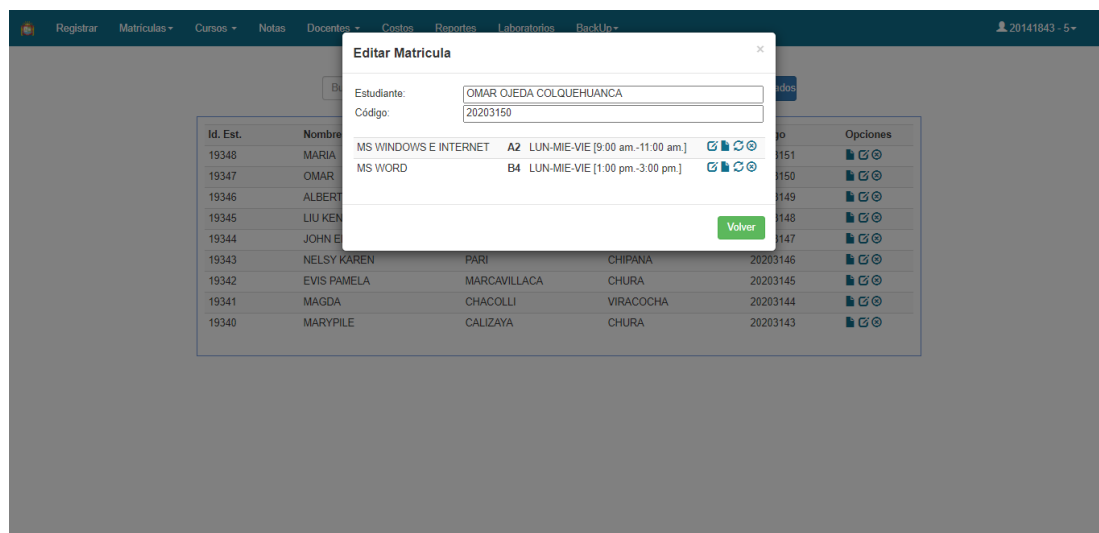 Registrar Matrículas Cursos Notas Docentes Costos Reportes Laboratorios BackUp 20141843 - 5
Editar Matricula ×
Estudiante: OMAR OJEDA COLQUEHUANCA
Código: 20203150
MS WINDOWS E INTERNET A2 LUN-MIE-VIE [9:00 am.-11:00 am.]
MS WORD B4 LUN-MIE-VIE [1:00 pm.-3:00 pm.]
Volver
Id. Est. Opciones
19348 MARIA
19347 OMAR
19346
19345
19344
19343 NELSY KAREN PARI CHIPANA 20203146
19342 EVIS PAMELA MARCAVILLACA CHURA 20203145
19341 MAGDA CHACOLLI VIRACOCHA 20203144
19340 MARYPILE CALIZAYA CHURA 20203143